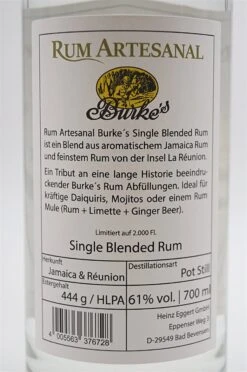 RUM ARTESANAL
Burke's
Rum Artesanal Burke´s Single Blended Rum
ist ein Blend aus aromatischem Jamaica Rum
und feinstem Rum von der Insel La Réunion.
Ein Tribut an eine lange Historie beeindru-
ckender Burke´s Rum Abfüllungen. Ideal für
kräftige Daiquiris, Mojitos oder einem Rum
Mule (Rum + Limette + Ginger Beer).
Limitiert auf 2.000 Fl.
Single Blended Rum
Herkunft
Destillationsart
Jamaica & Réunion
Pot Still
Estergehalt
444 g / HLPA
61% vol.
700 ml
Heinz Eggert GmbH
Eppenser Weg
D-29549 Bad Bevensen
4 005563 376728